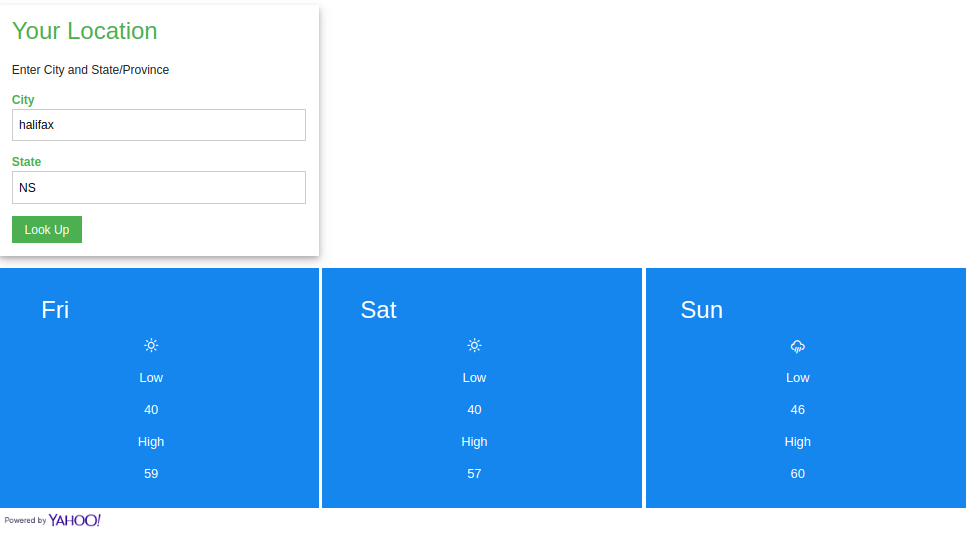 Your Location
Enter City and State/Province
City
halifax
State
NS
Look Up
Fri
Low
40
High
59
Sat
Low
40
High
57
Sun
Low
46
High
60
Powered by YAHOO!